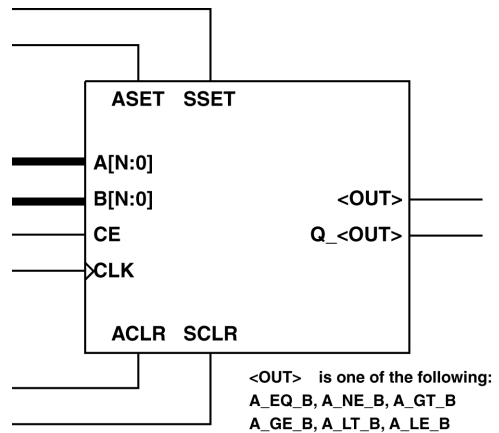 ASET SSET
A[N:0]
B[N:0]
<OUT>
CE
Q_<OUT>
CLK
ACLR SCLR
<OUT> is one of the following:
A_EQ_B, A_NE_B, A_GT_B
A_GE_B, A_LT_B, A_LE_B